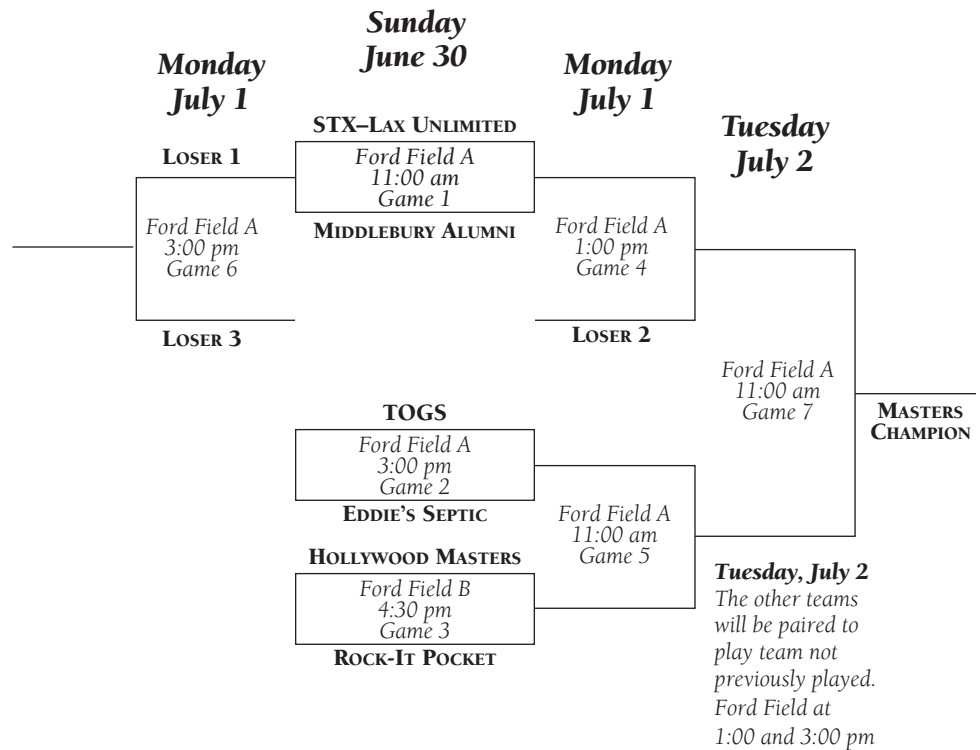 Sunday
June 30
Monday
July 1
Monday
July 1
Tuesday
July 2
STX–Lax Unlimited
Loser 1
Ford Field A
11:00 am
Game 1
Middlebury Alumni
Ford Field A
3:00 pm
Game 6
Ford Field A
1:00 pm
Game 4
Loser 3
Loser 2
Ford Field A
11:00 am
Game 7
Masters
Champion
TOGS
Ford Field A
3:00 pm
Game 2
Eddie's Septic
Ford Field A
11:00 am
Game 5
Hollywood Masters
Ford Field B
4:30 pm
Game 3
Rock-It Pocket
Tuesday, July 2
The other teams
will be paired to
play team not
previously played.
Ford Field at
1:00 and 3:00 pm